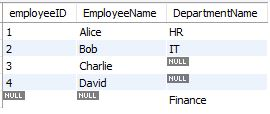 employeeID EmployeeName DepartmentName
1 Alice HR
2 Bob IT
3 Charlie NULL
4 David NULL
NULL NULL Finance